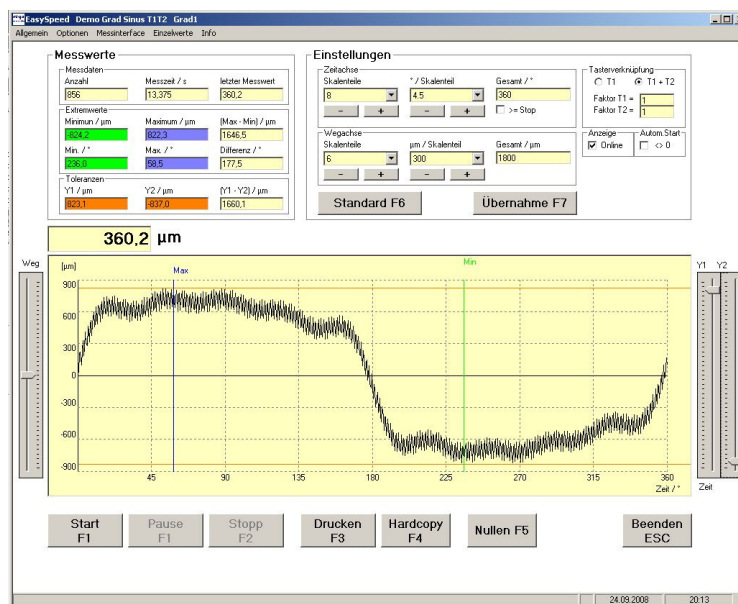 EasySpeed Demo Grad Sinus T1T2 Grad1
Allgemein Optionen Messinterface Einzelwerte Info
Messwerte
Messdaten
Anzahl Messzeit / s letzter Messwert
856 13,375 360,2
Extremwerte
Minimun / µm Maximum / µm (Max - Min) / µm
-824,2 822,3 1646,5
Min. / ° Max. / ° Differenz / °
236,0 58,5 177,5
Toleranzen
Y1 / µm Y2 / µm (Y1 - Y2) / µm
823,1 -837,0 1660,1
Einstellungen
Zeitachse
Skalenteile ° / Skalenteil Gesamt / °
8 4.5 360
- + - + >= Stop
Wegachse
Skalenteile µm / Skalenteil Gesamt / µm
6 300 1800
- + - +
Tasterverknüpfung
T1 T1 + T2
Faktor T1 = 1
Faktor T2 = 1
Anzeige Autom.Start
Online <> 0
Standard F6 Übernahme F7
360,2 µm
Weg
Y1 Y2
[µm]
Max
Min
900
600
300
0
-300
-600
-900
45 90 135 180 225 270 315 360
Zeit / °
Zeit
Start F1
Pause F1
Stopp F2
Drucken F3
Hardcopy F4
Nullen F5
Beenden ESC
24.09.2008 20:13